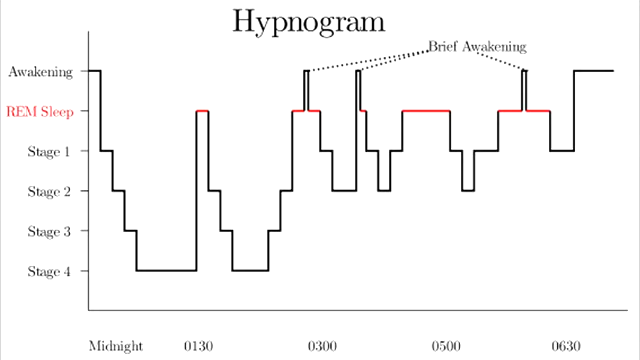 Hypnogram
Brief Awakening
Awakening
REM Sleep
Stage 1
Stage 2
Stage 3
Stage 4
Midnight 0130 0300 0500 0630